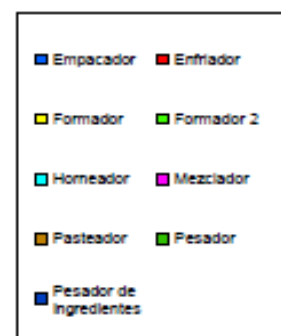 Empacador Enfriador
Formador Formador 2
Horneador Mezclador
Pasteador Pesador
Pesador de
Ingredientes